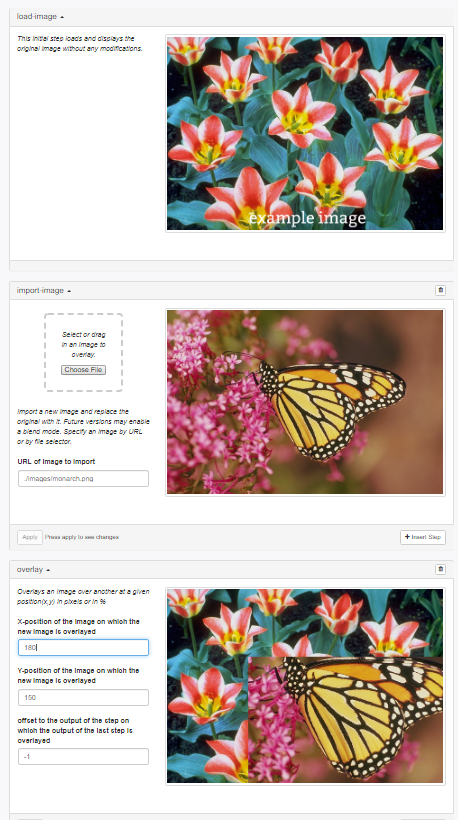 load-image
This initial step loads and displays the
original image without any modifications.
example image
import-image
Select or drag
in an image to
overlay.
Choose File
Import a new image and replace the
original with it. Future versions may enable
a blend mode. Specify an image by URL
or by file selector.
URL of image to import
./images/monarch.png
Apply Press apply to see changes
+ Insert Step
overlay
Overlays an image over another at a given
position(x,y) in pixels or in %
X-position of the image on which the
new image is overlayed
180
Y-position of the image on which the
new image is overlayed
150
offset to the output of the step on
which the output of the last step is
overlayed
-1